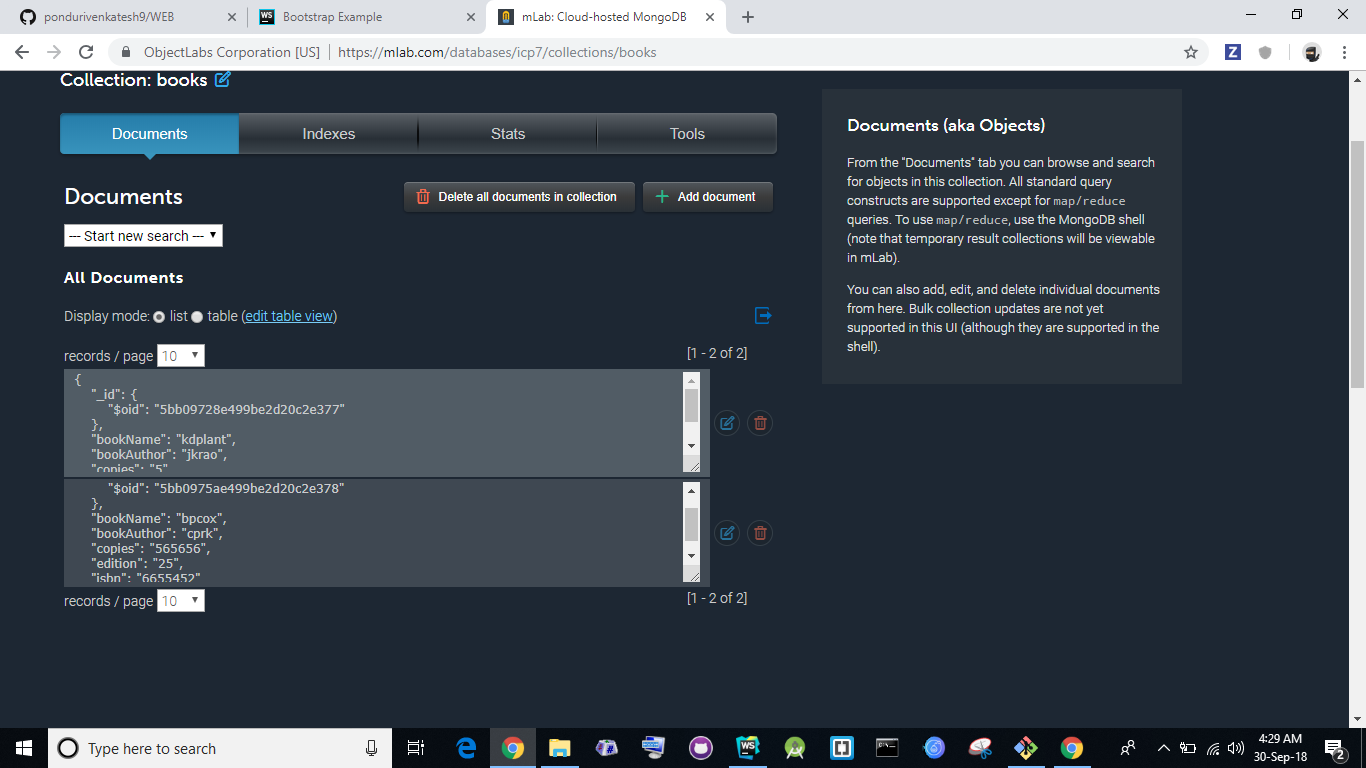 pondurivenkatesh9/WEB
Bootstrap Example
mLab: Cloud-hosted MongoDB
ObjectLabs Corporation [US] | https://mlab.com/databases/icp7/collections/books
Collection: books
Documents Indexes Stats Tools
Documents
Delete all documents in collection
Add document
--- Start new search ---
All Documents
Display mode: list table (edit table view)
records / page 10 [1 - 2 of 2]
{
"_id": {
"$oid": "5bb09728e499be2d20c2e377"
},
"bookName": "kdplant",
"bookAuthor": "jkrao",
"copies": "5"
"$oid": "5bb0975ae499be2d20c2e378"
},
"bookName": "bpcox",
"bookAuthor": "cprk",
"copies": "565656",
"edition": "25",
"isbn": "6655452"
records / page 10 [1 - 2 of 2]
Documents (aka Objects)
From the "Documents" tab you can browse and search
for objects in this collection. All standard query
constructs are supported except for map/reduce
queries. To use map/reduce, use the MongoDB shell
(note that temporary result collections will be viewable
in mLab).
You can also add, edit, and delete individual documents
from here. Bulk collection updates are not yet
supported in this UI (although they are supported in the
shell).
Type here to search
4:29 AM
30-Sep-18
2